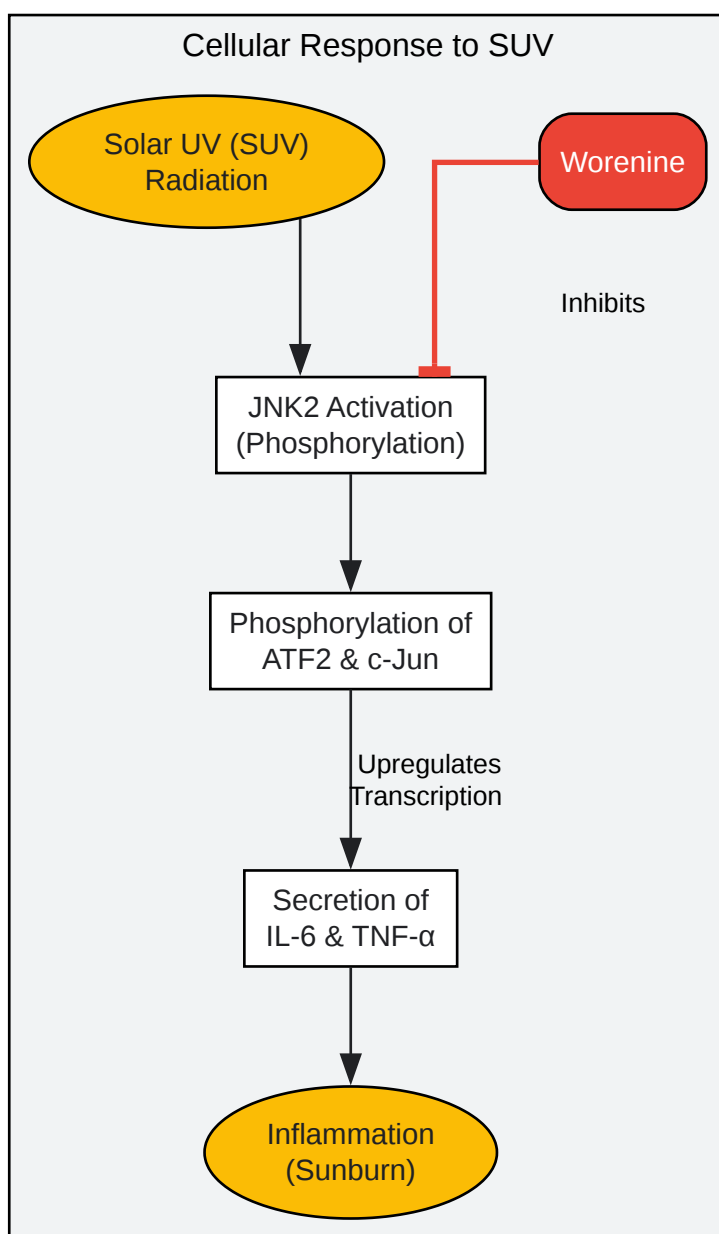 Cellular Response to SUV
Solar UV (SUV)
Radiation
Worenine
Inhibits
JNK2 Activation
(Phosphorylation)
Phosphorylation of
ATF2 & c-Jun
Upregulates
Transcription
Secretion of
IL-6 & TNF-α
Inflammation
(Sunburn)